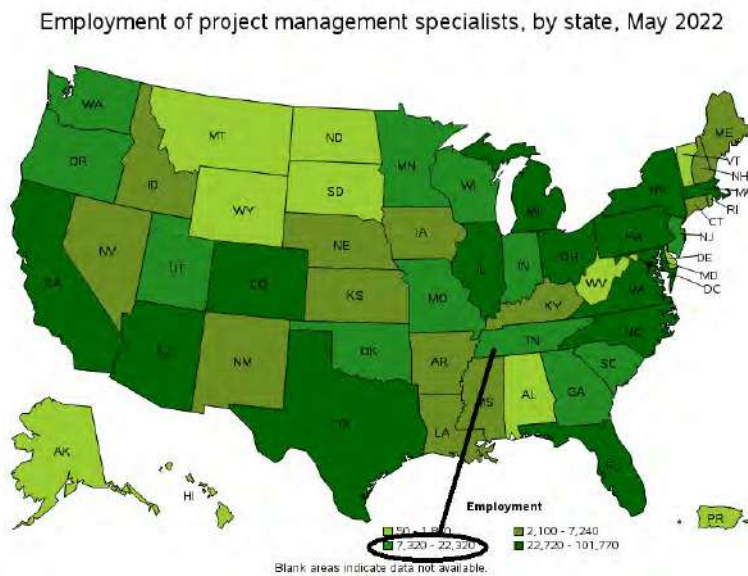 Employment of project management specialists, by state, May 2022
WA
MT
ND
MN
ME
VT
NH
OR
ID
SD
WI
MI
NY
MA
RI
CT
WY
NJ
NV
NE
IA
PA
DE
UT
IL
IN
OH
MD
CA
CO
WV
VA
DC
KS
MO
KY
NC
AZ
NM
OK
AR
TN
SC
MS
AL
GA
TX
LA
FL
AK
HI
PR
Employment
2,100 - 7,240
7,320 - 22,320
22,720 - 101,770
Blank areas indicate data not available.